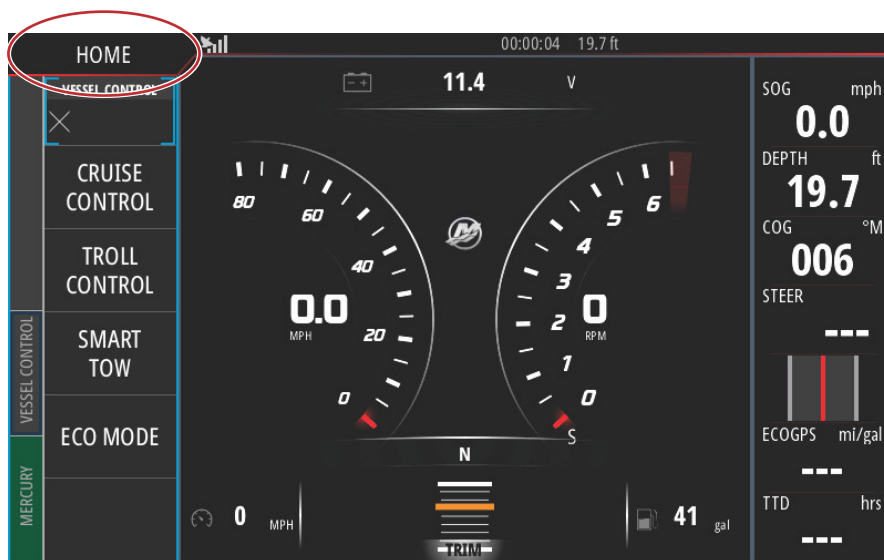 HOME
00:00:04 19.7 ft
VESSEL CONTROL
CRUISE
CONTROL
TROLL
CONTROL
SMART
TOW
ECO MODE
VESSEL CONTROL
MERCURY
11.4 V
80
60
40
20
0
0.0
MPH
6
5
4
3
2
1
0
0
RPM
S
N
0 MPH
TRIM
41 gal
SOG mph
0.0
DEPTH ft
19.7
COG °M
006
STEER
---
ECOGPS mi/gal
---
TTD hrs
---